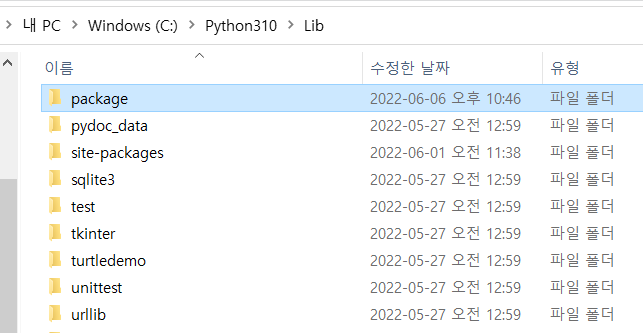 내 PC > Windows (C:) > Python310 > Lib
이름 수정한 날짜 유형
package 2022-06-06 오후 10:46 파일 폴더
pydoc_data 2022-05-27 오전 12:59 파일 폴더
site-packages 2022-06-01 오전 11:38 파일 폴더
sqlite3 2022-05-27 오전 12:59 파일 폴더
test 2022-05-27 오전 12:59 파일 폴더
tkinter 2022-05-27 오전 12:59 파일 폴더
turtledemo 2022-05-27 오전 12:59 파일 폴더
unittest 2022-05-27 오전 12:59 파일 폴더
urllib 2022-05-27 오전 12:59 파일 폴더